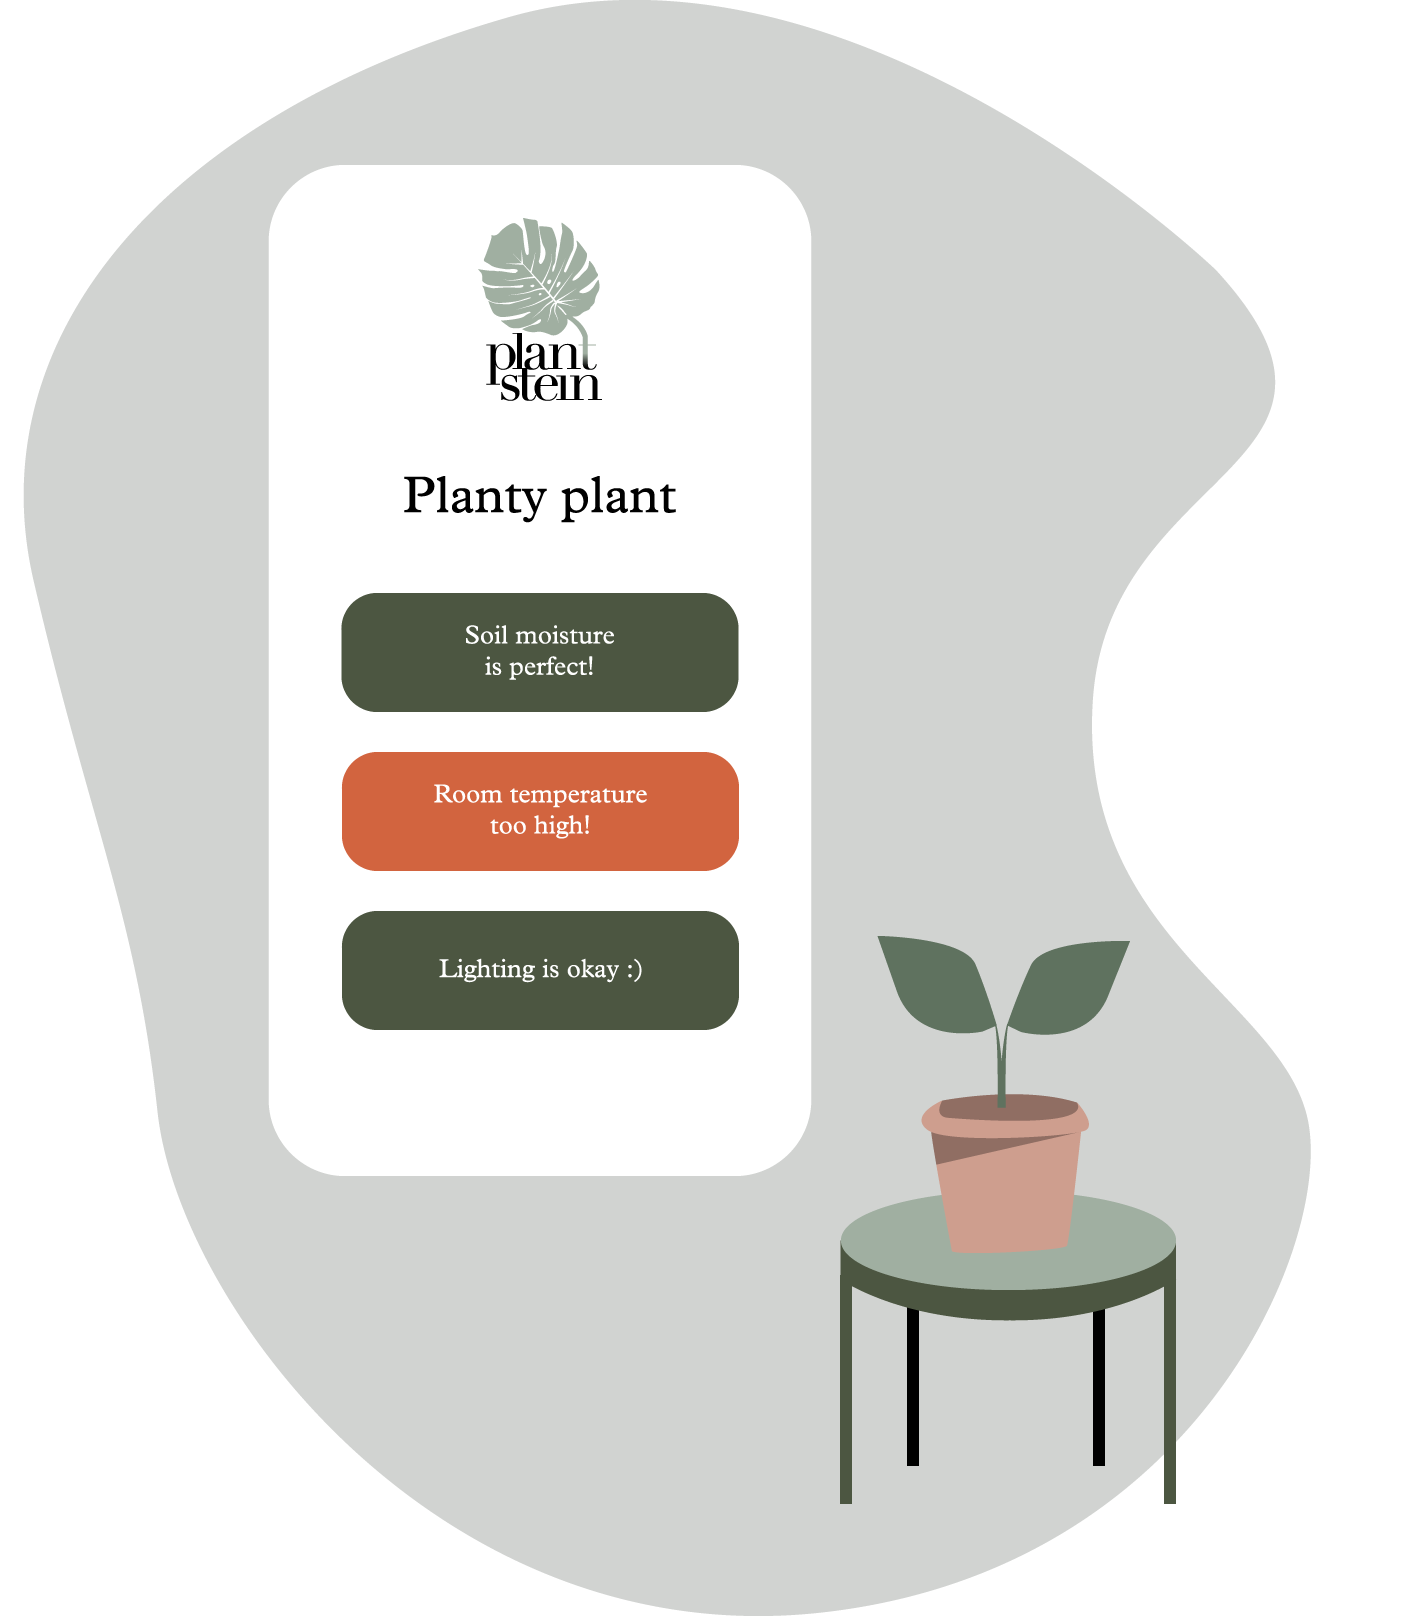 plant
stein
Planty plant
Soil moisture
is perfect!
Room temperature
too high!
Lighting is okay :)